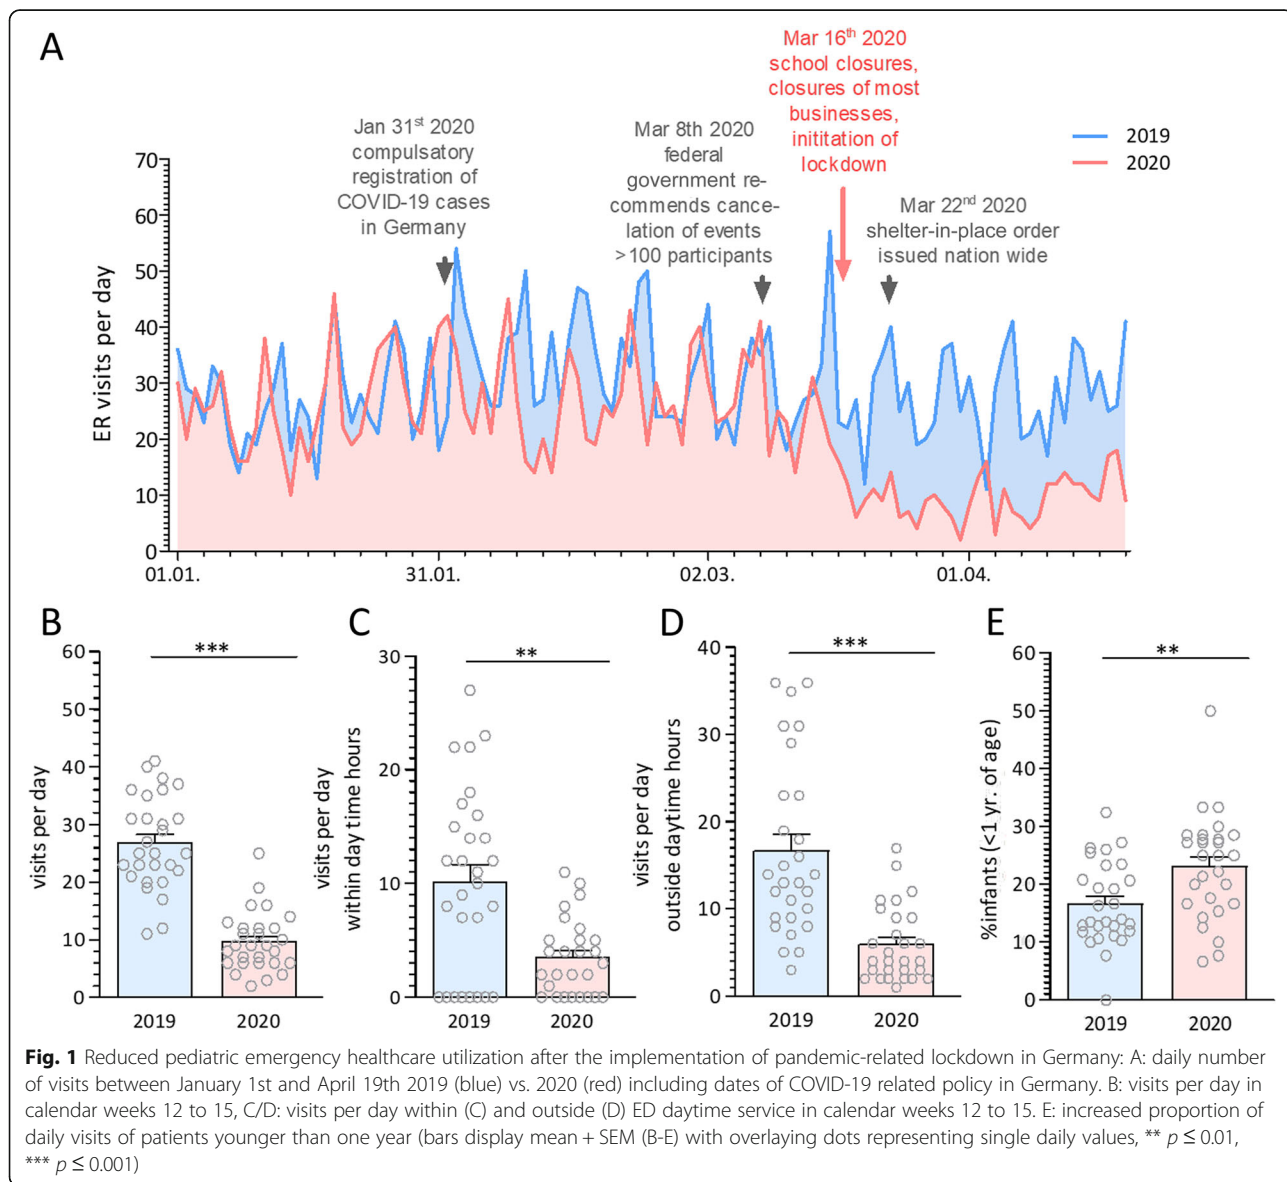 A
Mar 16th 2020
school closures,
closures of most
businesses,
inititation of
lockdown
Jan 31st 2020
compulsatory
registration of
COVID-19 cases
in Germany
Mar 8th 2020
federal
government re-
commends cance-
lation of events
>100 participants
Mar 22nd 2020
shelter-in-place order
issued nation wide
2019
2020
ER visits per day
70
60
50
40
30
20
10
0
01.01.
31.01.
02.03.
01.04.
B
visits per day
60
50
40
30
20
10
0
***
2019
2020
C
visits per day
within day time hours
30
20
10
0
**
2019
2020
D
visits per day
outside daytime hours
40
30
20
10
0
***
2019
2020
E
%infants (<1 yr. of age)
60
50
40
30
20
10
0
**
2019
2020
Fig. 1 Reduced pediatric emergency healthcare utilization after the implementation of pandemic-related lockdown in Germany: A: daily number
of visits between January 1st and April 19th 2019 (blue) vs. 2020 (red) including dates of COVID-19 related policy in Germany. B: visits per day in
calendar weeks 12 to 15, C/D: visits per day within (C) and outside (D) ED daytime service in calendar weeks 12 to 15. E: increased proportion of
daily visits of patients younger than one year (bars display mean + SEM (B-E) with overlaying dots representing single daily values, ** p ≤ 0.01,
*** p ≤ 0.001)